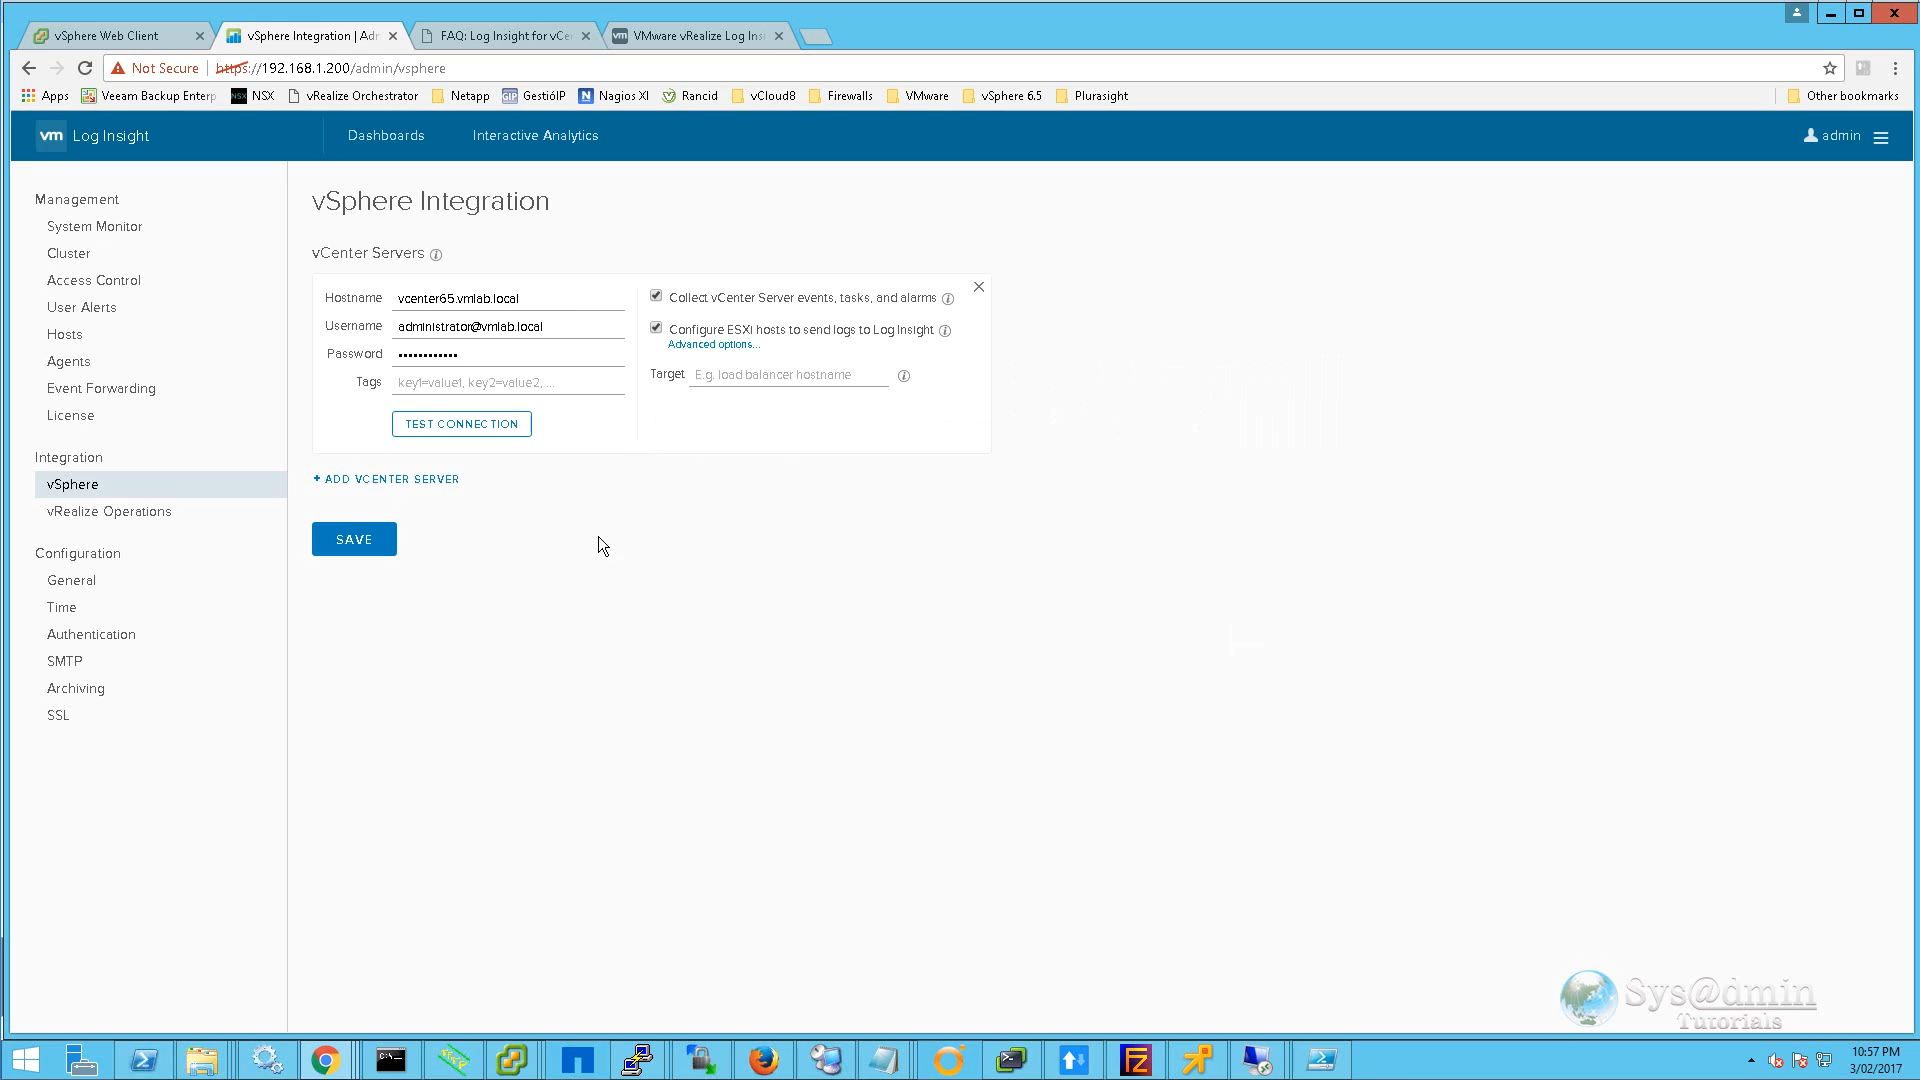 vSphere Web Client
vSphere Integration | Adm
FAQ: Log Insight for vCe
VMware vRealize Log Insi
Not Secure
https://192.168.1.200/admin/vsphere
Apps
Veeam Backup Enterp
NSX
vRealize Orchestrator
Netapp
GIP
GestióIP
N
Nagios XI
Rancid
vCloud8
Firewalls
VMware
vSphere 6.5
Plurasight
Other bookmarks
vm Log Insight
Dashboards
Interactive Analytics
admin
Management
System Monitor
Cluster
Access Control
User Alerts
Hosts
Agents
Event Forwarding
License
Integration
vSphere
vRealize Operations
Configuration
General
Time
Authentication
SMTP
Archiving
SSL
vSphere Integration
vCenter Servers
Hostname vcenter65.vmlab.local
Username administrator@vmlab.local
Password ••••••••••••
Tags key1=value1, key2=value2, ...
TEST CONNECTION
Collect vCenter Server events, tasks, and alarms
Configure ESXi hosts to send logs to Log Insight
Advanced options...
Target E.g. load balancer hostname
+ ADD VCENTER SERVER
SAVE
Sys@dmin
Tutorials
10:57 PM
3/02/2017